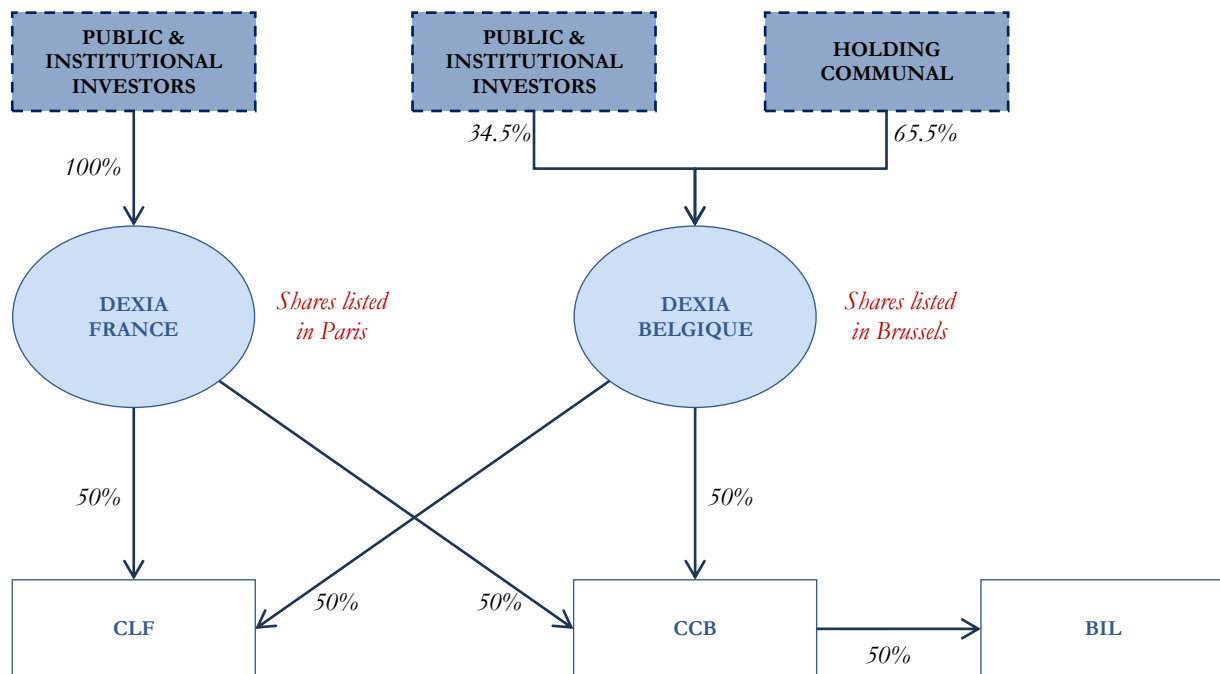 PUBLIC &
INSTITUTIONAL
INVESTORS
PUBLIC &
INSTITUTIONAL
INVESTORS
HOLDING
COMMUNAL
34.5%
65.5%
100%
DEXIA
FRANCE
Shares listed
in Paris
DEXIA
BELGIQUE
Shares listed
in Brussels
50%
50%
50%
50%
CLF
CCB
50%
BIL